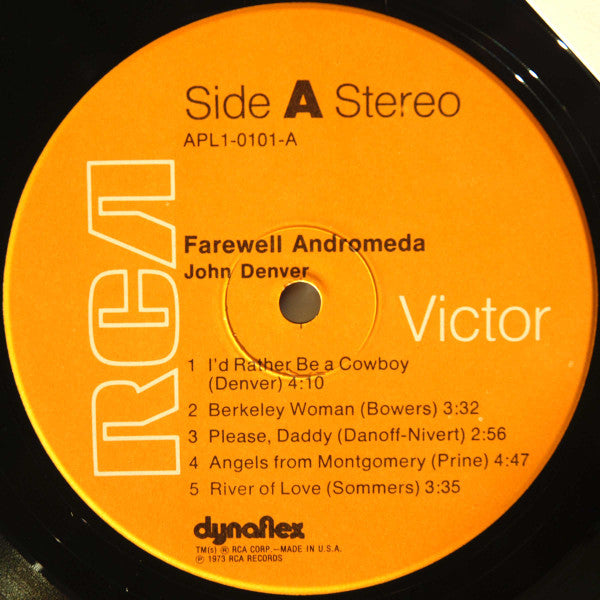 Side A Stereo
APL1-0101-A
RCA
Farewell Andromeda
John Denver
Victor
1 I'd Rather Be a Cowboy
(Denver) 4:10
2 Berkeley Woman (Bowers) 3:32
3 Please, Daddy (Danoff-Nivert) 2:56
4 Angels from Montgomery (Prine) 4:47
5 River of Love (Sommers) 3:35
dynaflex
TM(s) ® RCA CORP.—MADE IN U.S.A.
℗ 1973 RCA RECORDS